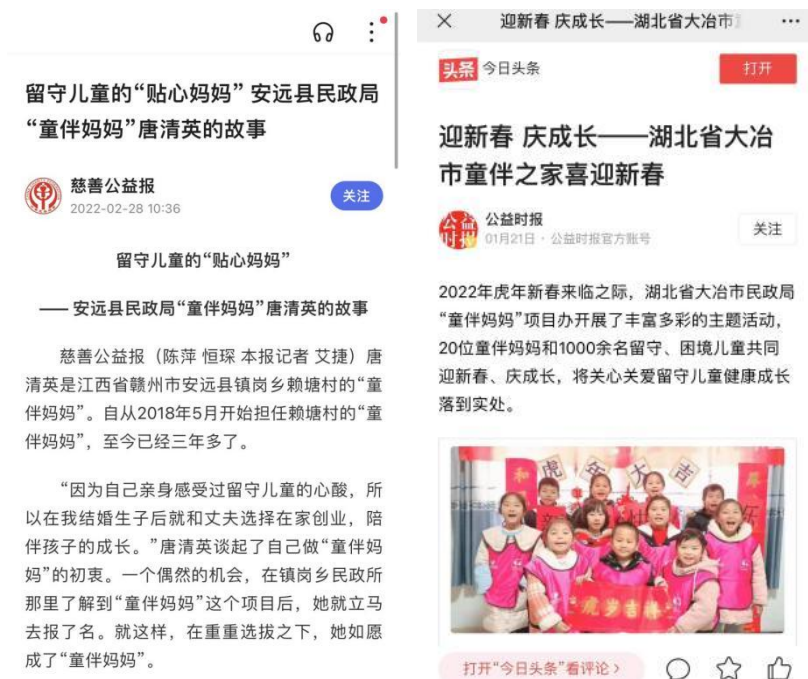 留守儿童的“贴心妈妈” 安远县民政局
“童伴妈妈”唐清英的故事
慈善公益报
2022-02-28 10:36
关注
留守儿童的“贴心妈妈”
—— 安远县民政局“童伴妈妈”唐清英的故事
慈善公益报（陈萍 恒琛 本报记者 艾捷）唐
清英是江西省赣州市安远县镇岗乡赖塘村的“童
伴妈妈”。自从2018年5月开始担任赖塘村的“童
伴妈妈”，至今已经三年多了。
“因为自己亲身感受过留守儿童的心酸，所
以在我结婚生子后就和丈夫选择在家创业，陪
伴孩子的成长。”唐清英谈起了自己做“童伴妈
妈”的初衷。一个偶然的机会，在镇岗乡民政所
那里了解到“童伴妈妈”这个项目后，她就立马
去报了名。就这样，在重重选拔之下，她如愿
成了“童伴妈妈”。
迎新春 庆成长——湖北省大冶市
头条 今日头条
打开
迎新春 庆成长——湖北省大冶
市童伴之家喜迎新春
公益时报
公益时报
01月21日 · 公益时报官方账号
关注
2022年虎年新春来临之际，湖北省大冶市民政局
“童伴妈妈”项目办开展了丰富多彩的主题活动，
20位童伴妈妈和1000余名留守、困境儿童共同
迎新春、庆成长，将关心关爱留守儿童健康成长
落到实处。
虎年大吉
虎岁吉春
打开“今日头条”看评论 >